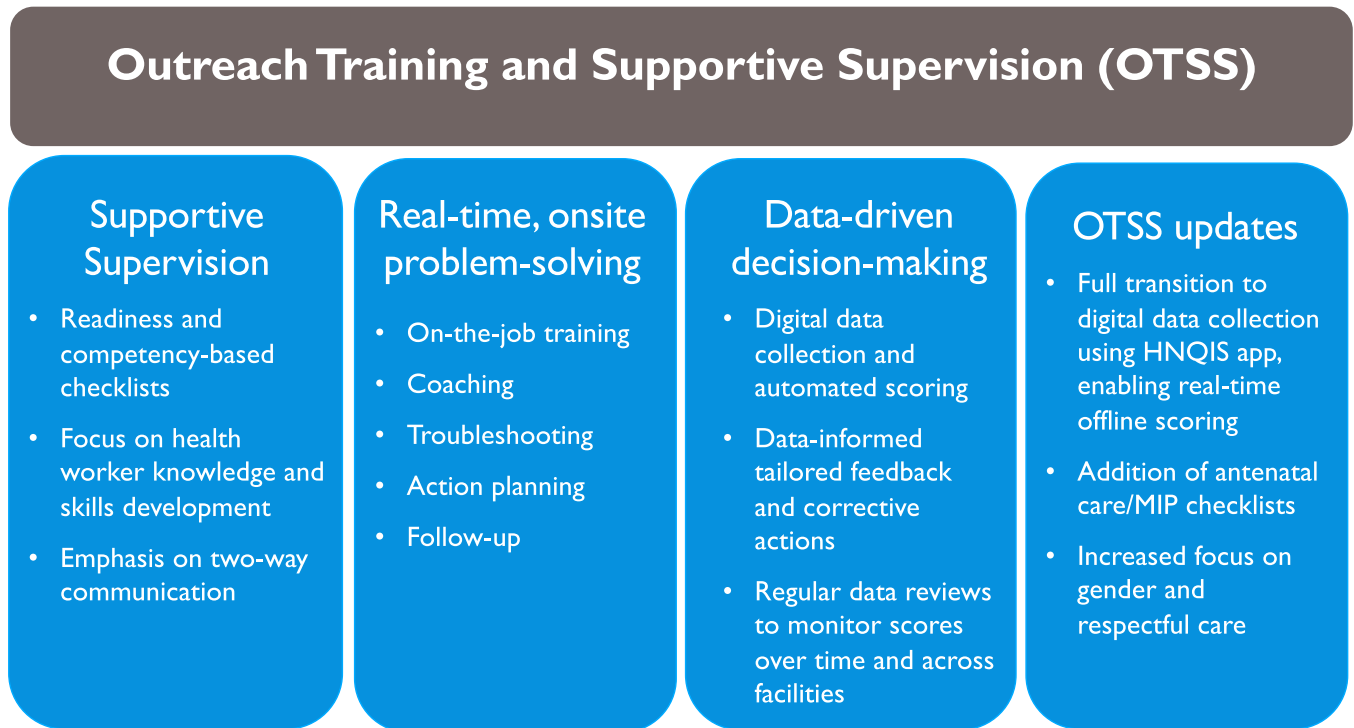 Outreach Training and Supportive Supervision (OTSS)
Supportive
Supervision
• Readiness and
competency-based
checklists
• Focus on health
worker knowledge and
skills development
• Emphasis on two-way
communication
Real-time, onsite
problem-solving
• On-the-job training
• Coaching
• Troubleshooting
• Action planning
• Follow-up
Data-driven
decision-making
• Digital data
collection and
automated scoring
• Data-informed
tailored feedback
and corrective
actions
• Regular data reviews
to monitor scores
over time and across
facilities
OTSS updates
• Full transition to
digital data collection
using HNQIS app,
enabling real-time
offline scoring
• Addition of antenatal
care/MIP checklists
• Increased focus on
gender and
respectful care